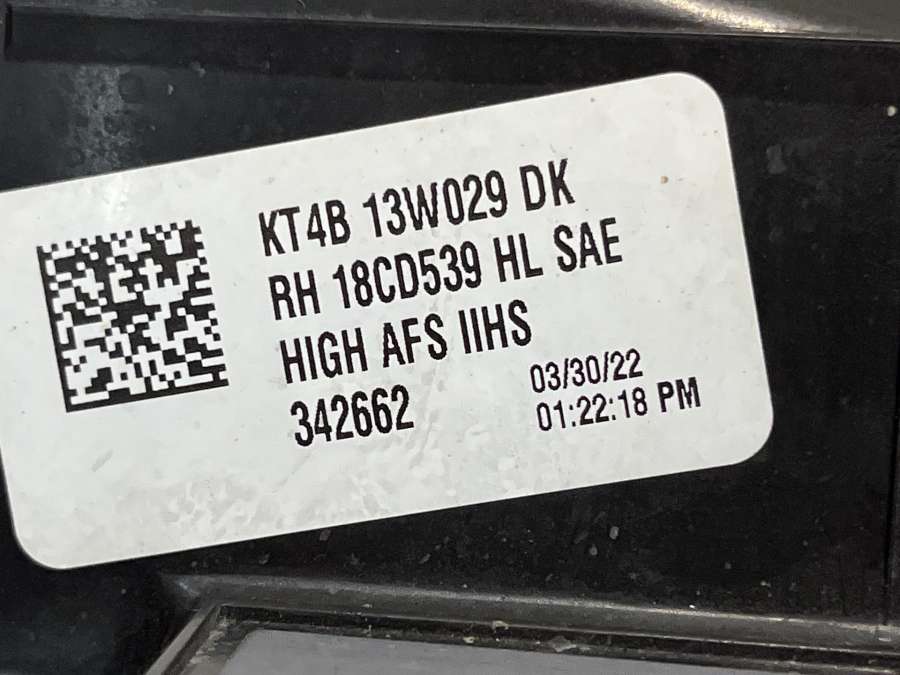 KT4B 13W029 DK
RH 18CD539 HL SAE
HIGH AFS IIHS
342662
03/30/22
01:22:18 PM